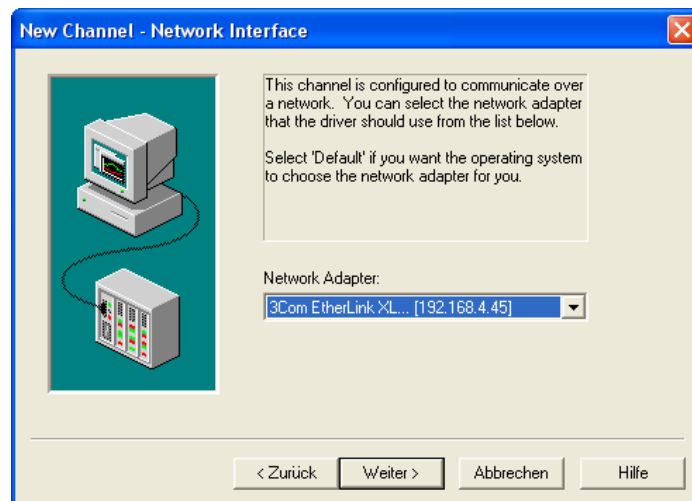 New Channel - Network Interface
This channel is configured to communicate over
a network. You can select the network adapter
that the driver should use from the list below.
Select 'Default' if you want the operating system
to choose the network adapter for you.
Network Adapter:
3Com EtherLink XL... [192.168.4.45]
< Zurück
Weiter >
Abbrechen
Hilfe